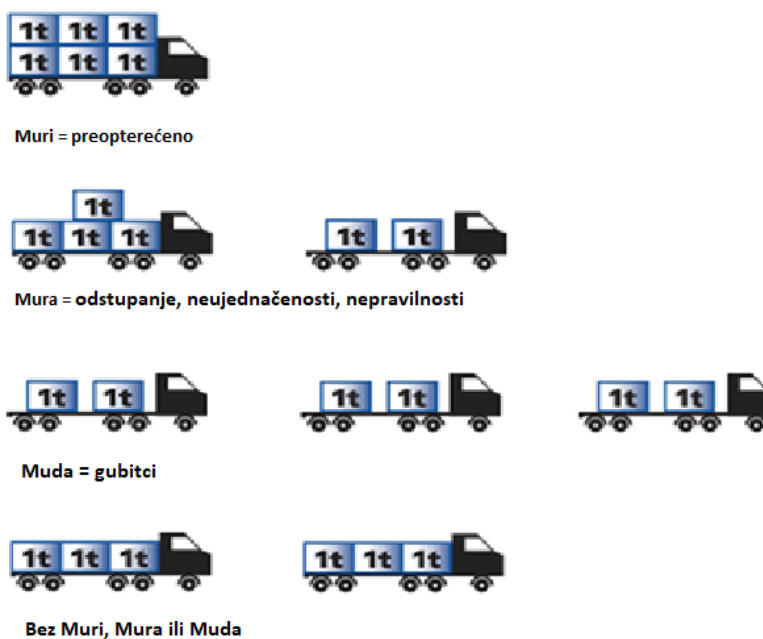 1t 1t 1t
1t 1t 1t
Muri = preopterećeno
1t
1t 1t 1t 1t 1t
Mura = odstupanje, neujednačenosti, nepravilnosti
1t 1t 1t 1t 1t 1t
Muda = gubitci
1t 1t 1t 1t 1t 1t
Bez Muri, Mura ili Muda